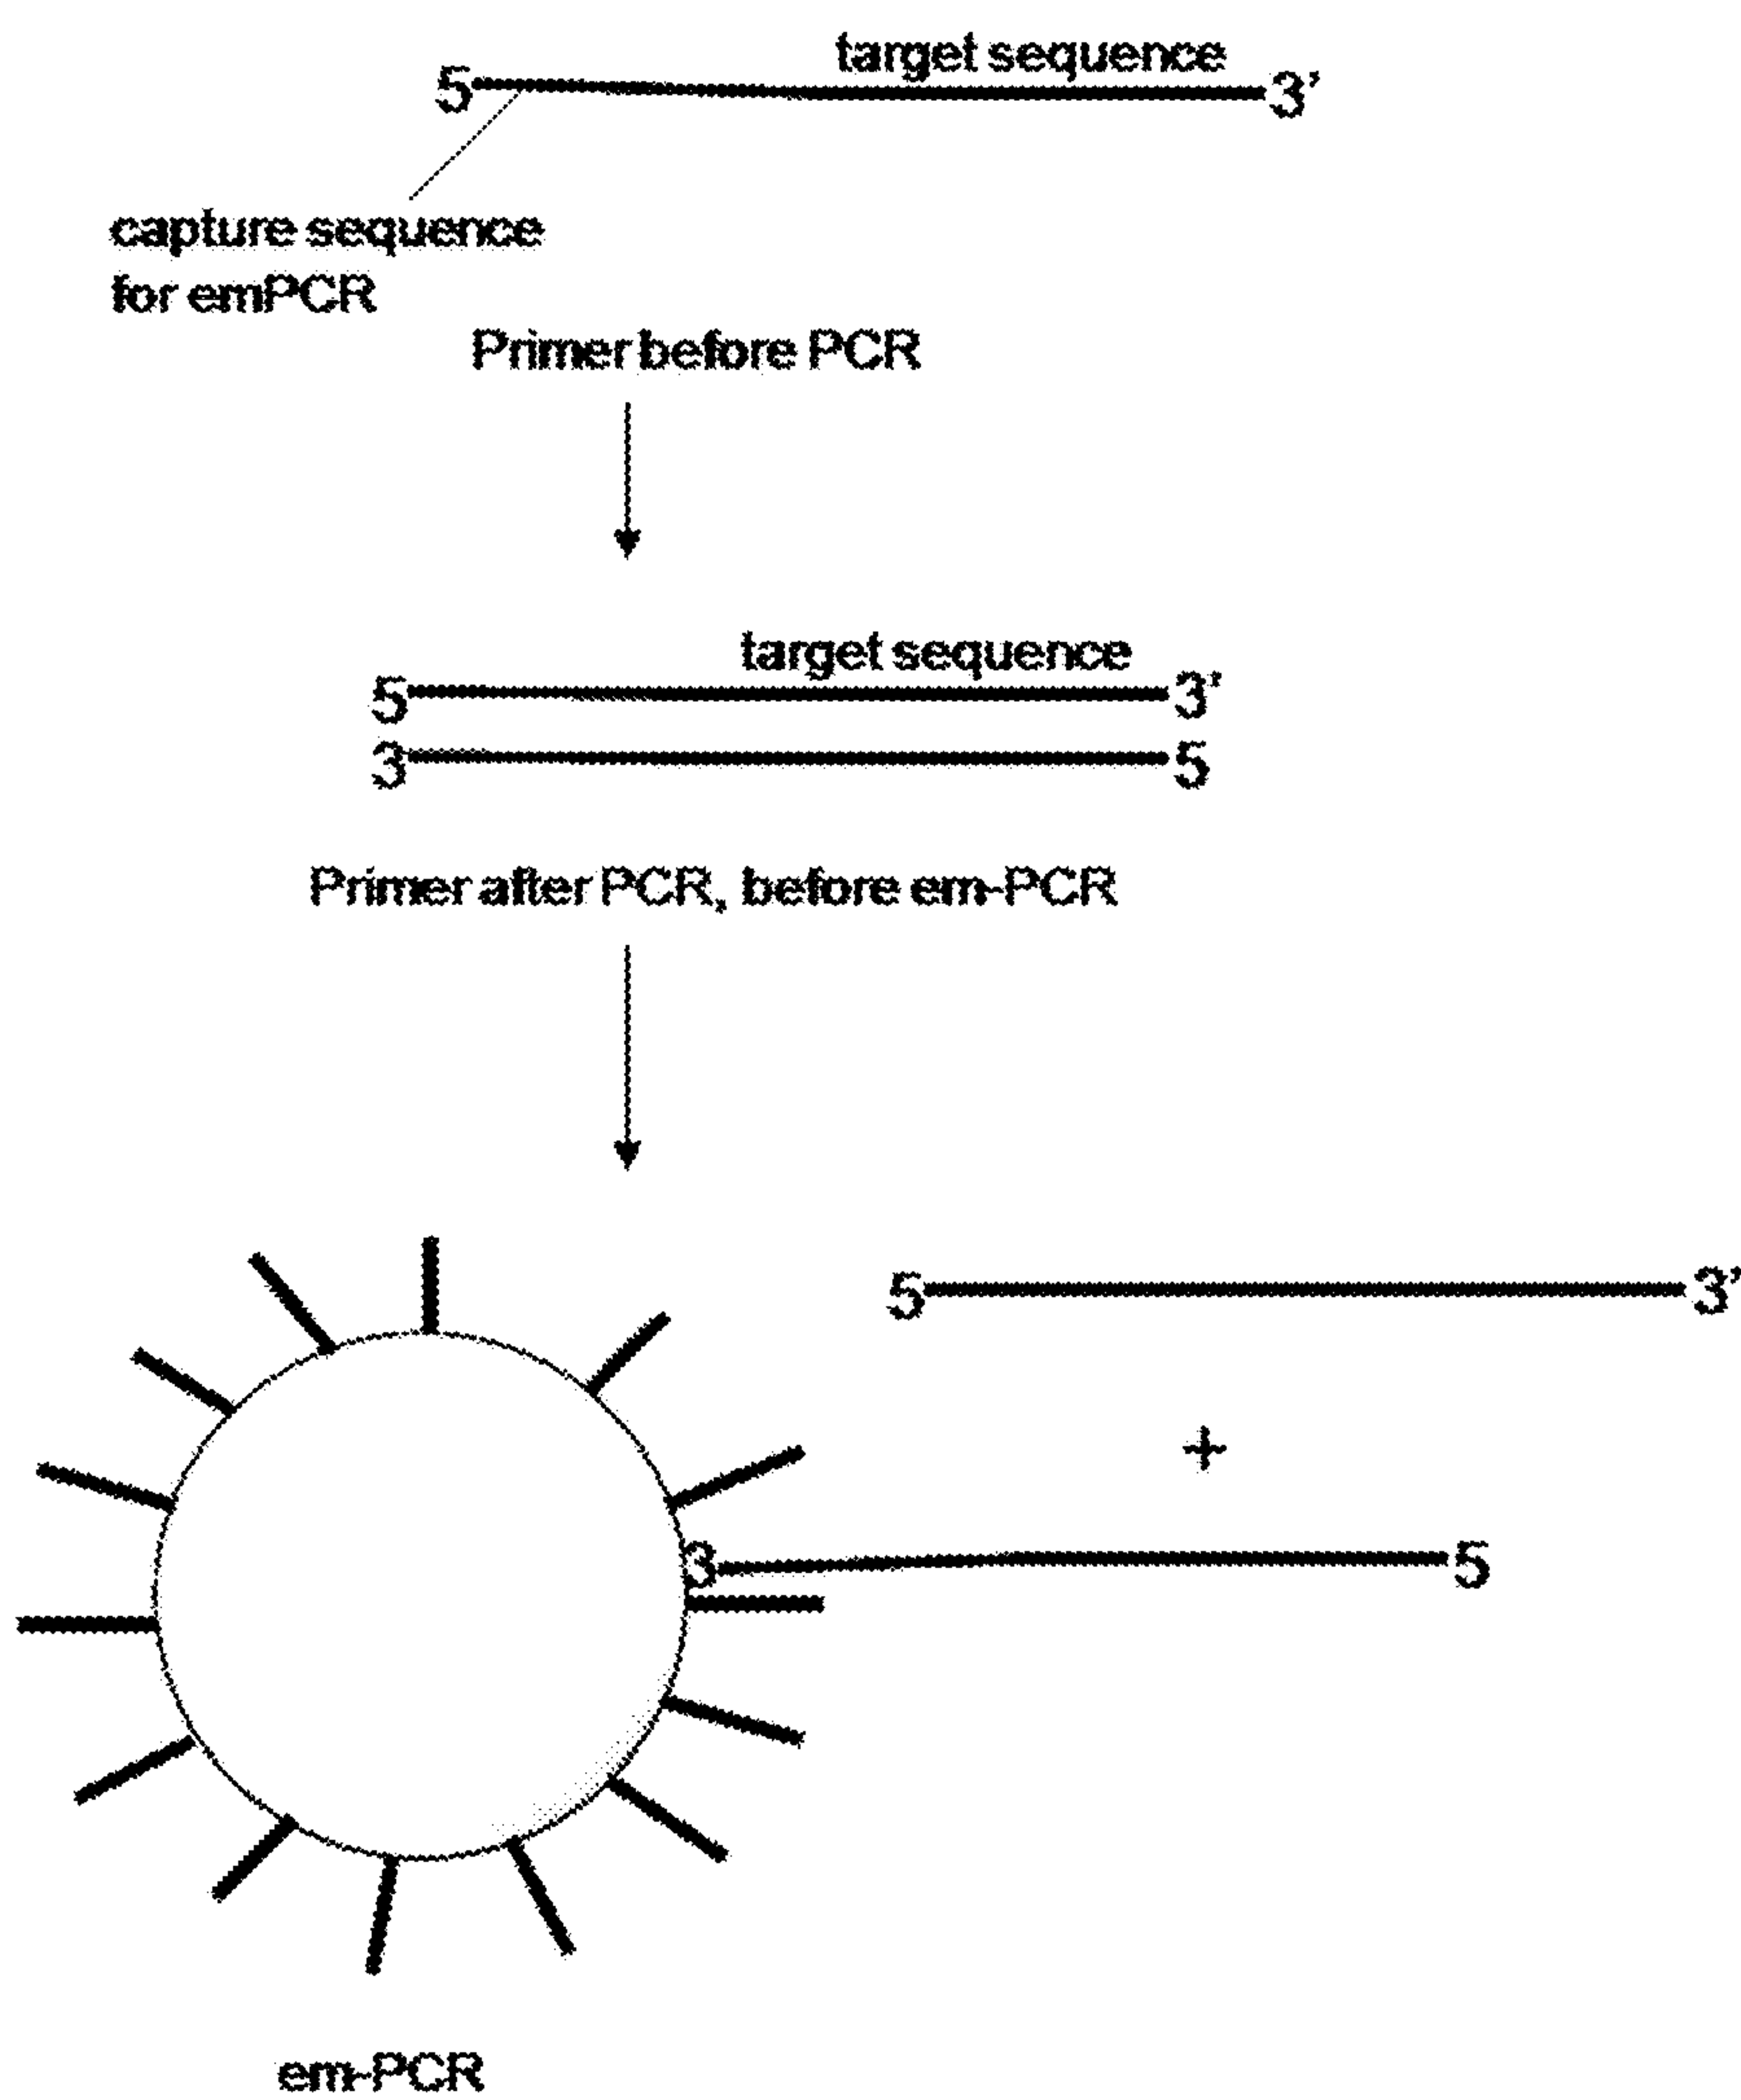 target sequence
5 3'
capture sequence
for emPCR
Primer before PCR
target sequence
5 3'
3 5
Primer after PCR, before em-PCR
5 3'
+
3 5
em-PCR